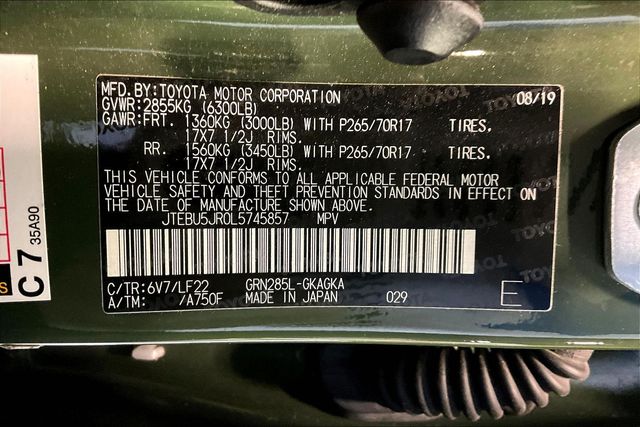 MFD.BY:TOYOTA MOTOR CORPORATION 08/19
GVWR:2855KG (6300LB)
GAWR:FRT. 1360KG (3000LB) WITH P265/70R17 TIRES.
17X7 1/2J RIMS.
RR. 1560KG (3450LB) WITH P265/70R17 TIRES.
17X7 1/2J RIMS.
THIS VEHICLE CONFORMS TO ALL APPLICABLE FEDERAL MOTOR
VEHICLE SAFETY AND THEFT PREVENTION STANDARDS IN EFFECT ON
THE DATE OF MANUFACTURE SHOWN ABOVE.
JTEBU5JR0L5745857 MPV
C/TR:6V7/LF22 GRN285L-GKAGKA
A/TM: /A750F MADE IN JAPAN 029 E
C 7
35A90